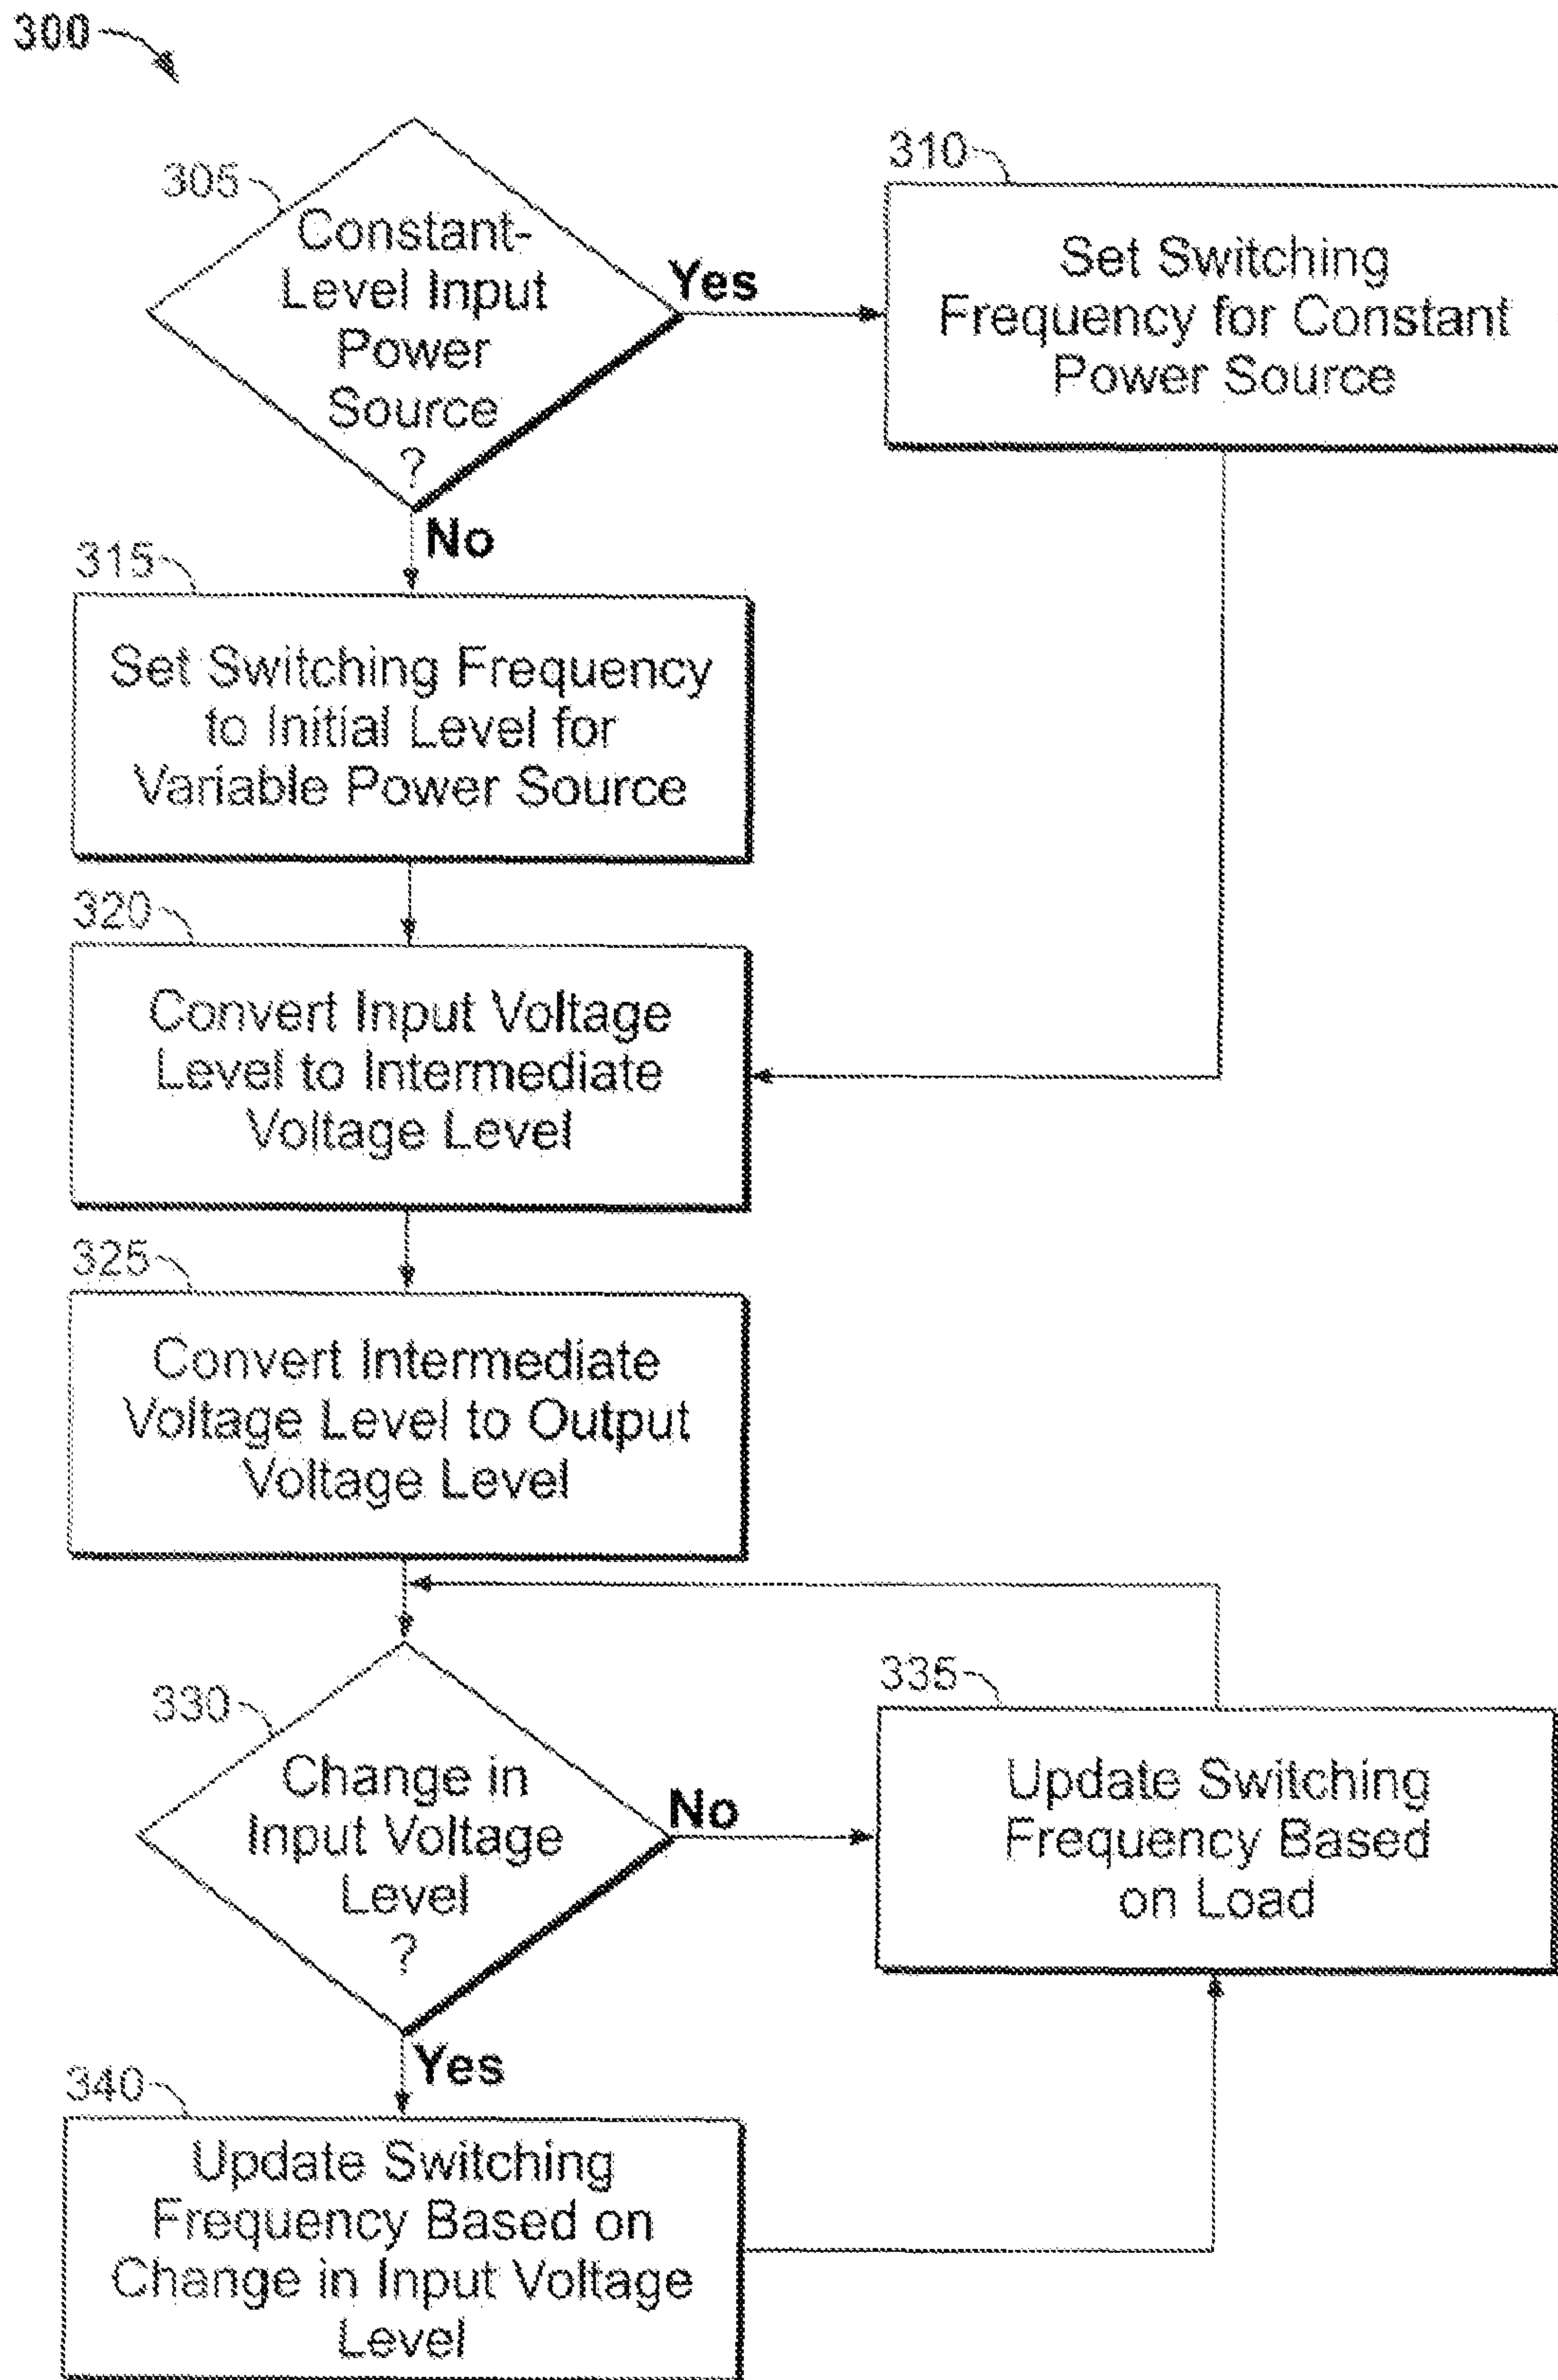 300
305
Constant-
Level Input
Power
Source
?
Yes
No
310
Set Switching
Frequency for Constant
Power Source
315
Set Switching Frequency
to Initial Level for
Variable Power Source
320
Convert Input Voltage
Level to Intermediate
Voltage Level
325
Convert Intermediate
Voltage Level to Output
Voltage Level
330
Change in
Input Voltage
Level
?
No
Yes
335
Update Switching
Frequency Based
on Load
340
Update Switching
Frequency Based on
Change in Input Voltage
Level